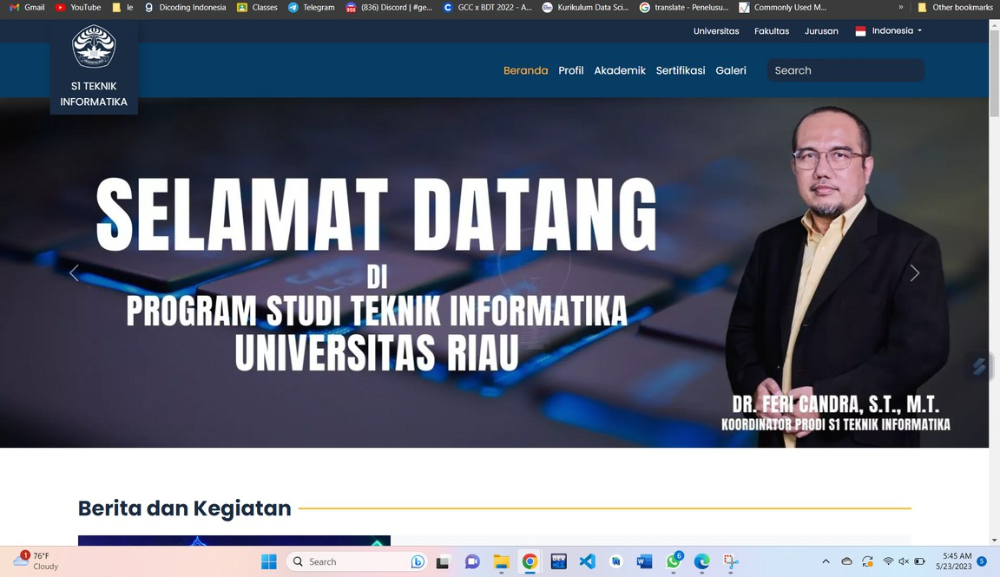 Gmail
YouTube
le
Dicoding Indonesia
Classes
Telegram
(836) Discord | #ge...
GCC x BDT 2022 - A...
Kurikulum Data Sci...
translate - Penelusu...
Commonly Used M...
»
Other bookmarks
Universitas
Fakultas
Jurusan
Indonesia
S1 TEKNIK
INFORMATIKA
Beranda
Profil
Akademik
Sertifikasi
Galeri
Search
SELAMAT DATANG
DI
PROGRAM STUDI TEKNIK INFORMATIKA
UNIVERSITAS RIAU
DR. FERI CANDRA, S.T., M.T.
KOORDINATOR PRODI S1 TEKNIK INFORMATIKA
Berita dan Kegiatan
1
76°F
Cloudy
Search
DEV
6
5:45 AM
5/23/2023
5